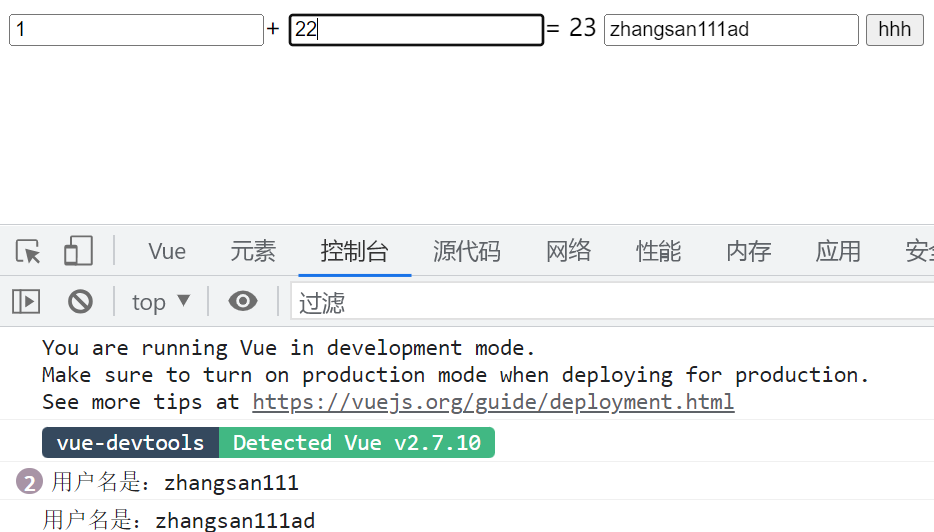 1 + 22 = 23 zhangsan111ad hhh
Vue 元素 控制台 源代码 网络 性能 内存 应用 安
top ▼ 过滤
You are running Vue in development mode.
Make sure to turn on production mode when deploying for production.
See more tips at https://vuejs.org/guide/deployment.html
vue-devtools Detected Vue v2.7.10
2 用户名是：zhangsan111
用户名是：zhangsan111ad